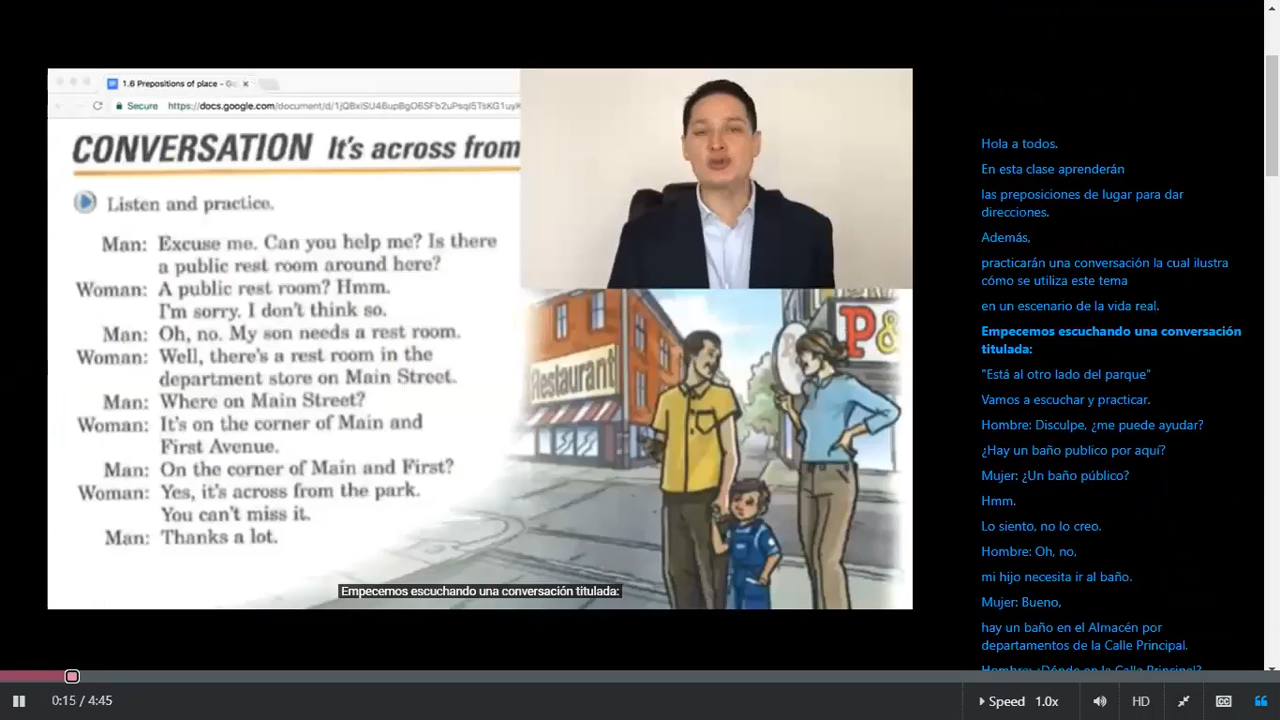 1.6 Prepositions of place - Go
Secure
https://docs.google.com/document/d/
CONVERSATION It's across from
Listen and practice.
Man: Excuse me. Can you help me? Is there
a public rest room around here?
Woman: A public rest room? Hmm.
I'm sorry. I don't think so.
Man: Oh, no. My son needs a rest room.
Woman: Well, there's a rest room in the
department store on Main Street.
Man: Where on Main Street?
Woman: It's on the corner of Main and
First Avenue.
Man: On the corner of Main and First?
Woman: Yes, it's across from the park.
You can't miss it.
Man: Thanks a lot.
Restaurant
P&
Empecemos escuchando una conversación titulada:
Hola a todos.
En esta clase aprenderán
las preposiciones de lugar para dar
direcciones.
Además,
practicarán una conversación la cual ilustra
cómo se utiliza este tema
en un escenario de la vida real.
Empecemos escuchando una conversación
titulada:
"Está al otro lado del parque"
Vamos a escuchar y practicar.
Hombre: Disculpe, ¿me puede ayudar?
¿Hay un baño publico por aquí?
Mujer: ¿Un baño público?
Hmm.
Lo siento, no lo creo.
Hombre: Oh, no,
mi hijo necesita ir al baño.
Mujer: Bueno,
hay un baño en el Almacén por
departamentos de la Calle Principal.
Hombre: ¿Dónde en la Calle Principal?
0:15 / 4:45
Speed 1.0x
HD
CC